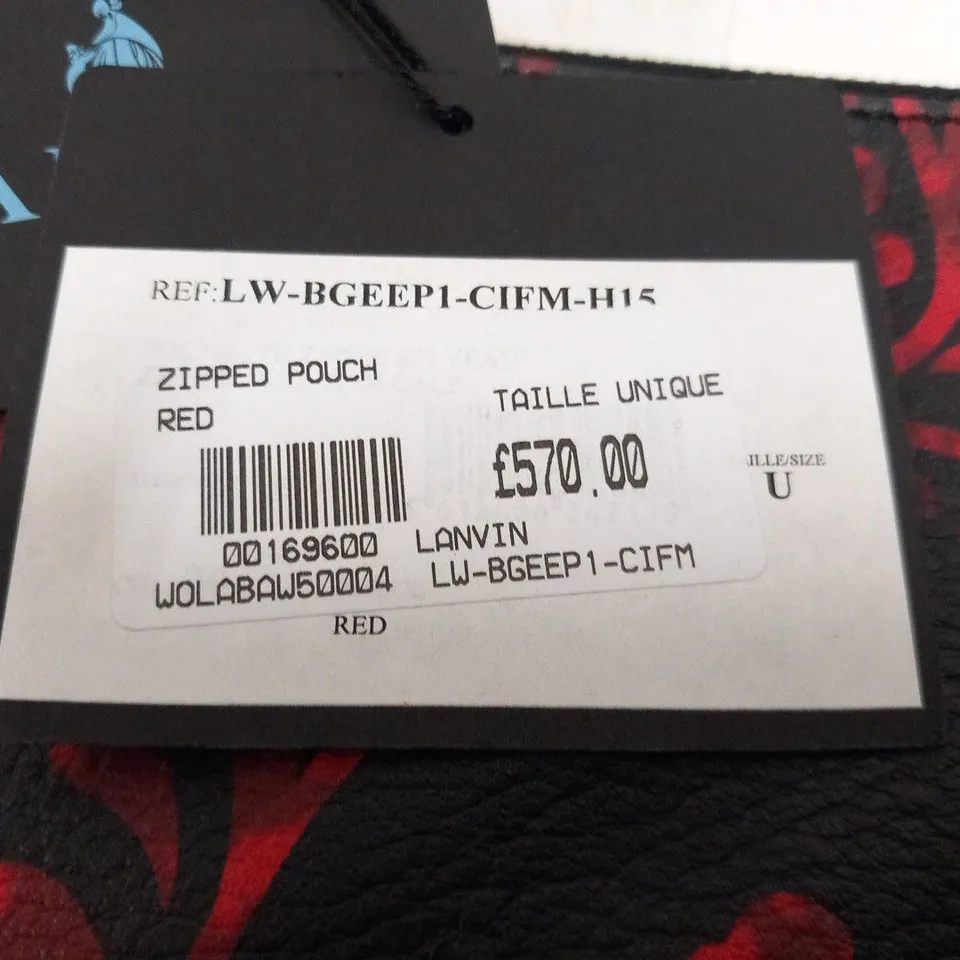 REF:LW-BGEEP1-CIFM-H15
ZIPPED POUCH
TAILLE UNIQUE
RED
£570.00
ILLE/SIZE
U
00169600 LANVIN
WOLABAW50004 LW-BGEEP1-CIFM
RED